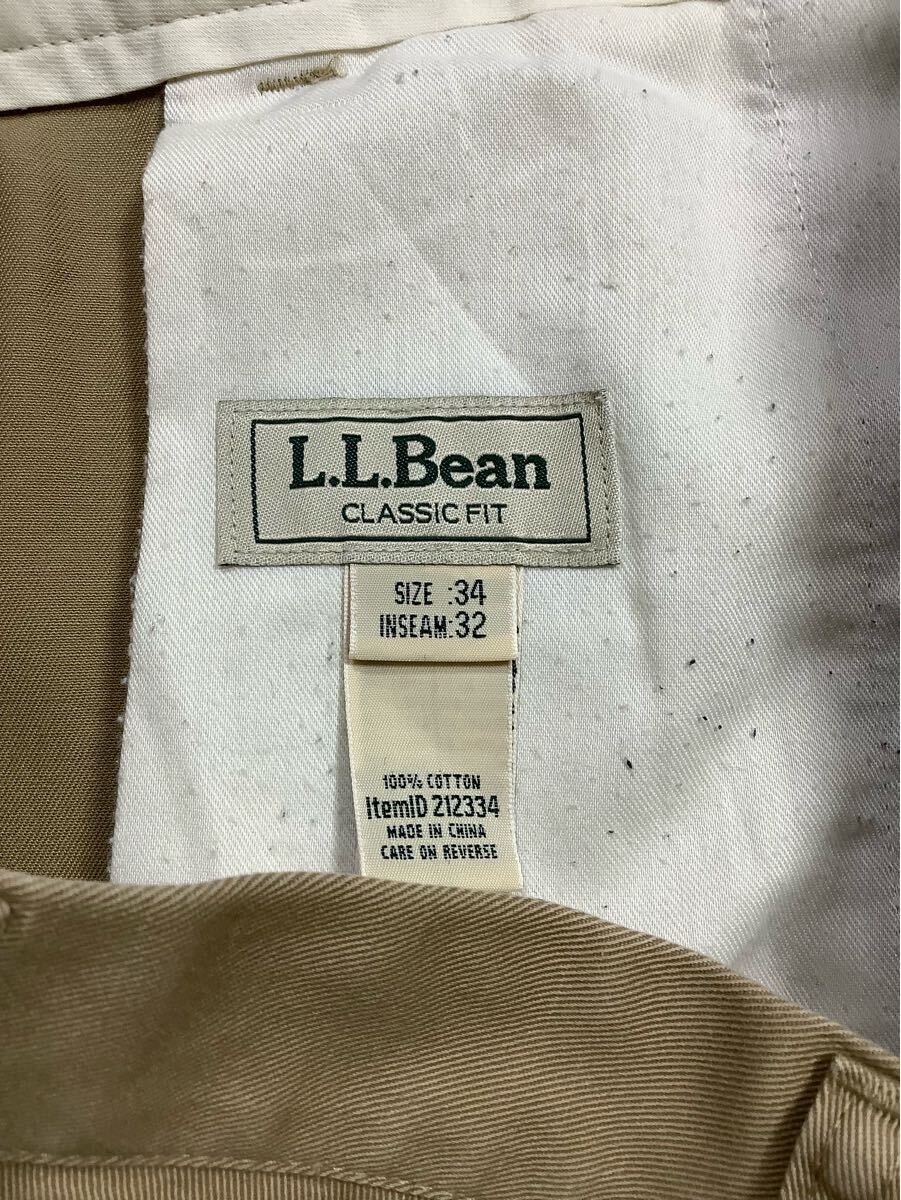 L.L.Bean
CLASSIC FIT
SIZE :34
INSEAM:32
100% COTTON
ItemID 212334
MADE IN CHINA
CARE ON REVERSE